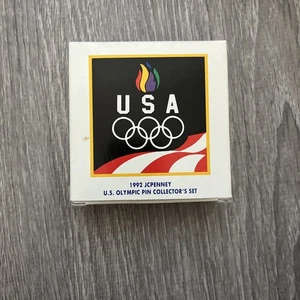 USA
1992 JCPENNEY
U.S. OLYMPIC PIN COLLECTOR'S SET